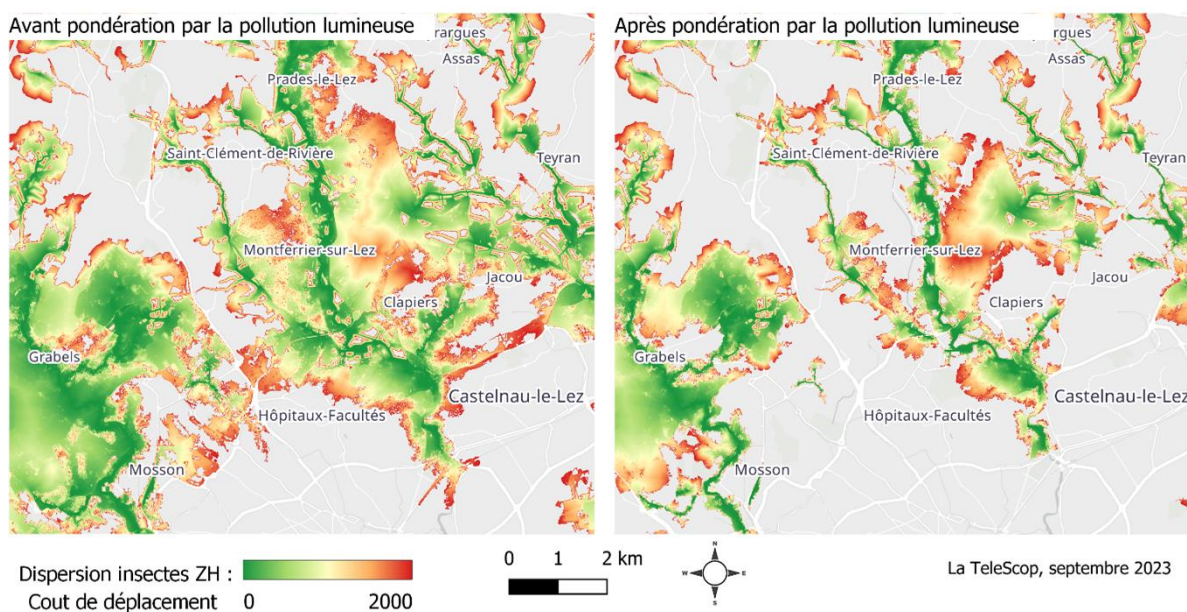 Avant pondération par la pollution lumineuse
rargues
Assas
Prades-le-Lez
Saint-Clément-de-Rivière
Teyran
Montferrier-sur-Lez
Jacou
Clapiers
Grabels
Castelnau-le-Lez
Hôpitaux-Facultés
Mosson
Après pondération par la pollution lumineuse
rargues
Assas
Prades-le-Lez
Saint-Clément-de-Rivière
Teyran
Montferrier-sur-Lez
Jacou
Clapiers
Grabels
Castelnau-le-Lez
Hôpitaux-Facultés
Mosson
Dispersion insectes ZH :
Cout de déplacement 0 2000
0 1 2 km
N
W E
S
La TeleScop, septembre 2023